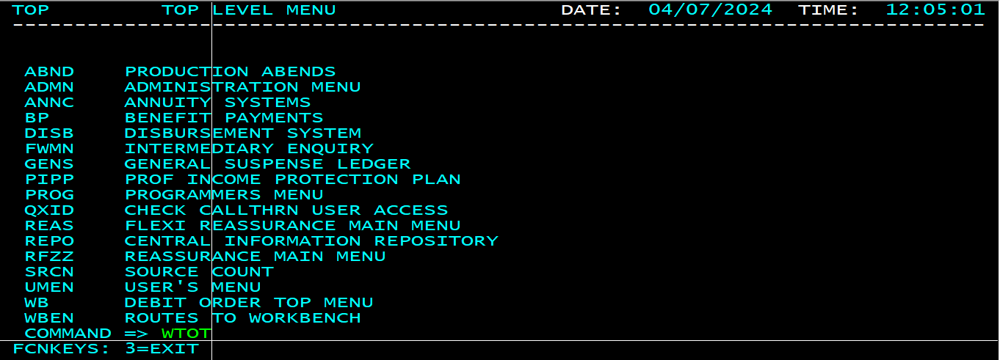 TOP TOP LEVEL MENU DATE: 04/07/2024 TIME: 12:05:01
--------------------------------------------------------------------------------
ABND PRODUCTION ABENDS
ADMN ADMINISTRATION MENU
ANNC ANNUITY SYSTEMS
BP BENEFIT PAYMENTS
DISB DISBURSEMENT SYSTEM
FWMN INTERMEDIARY ENQUIRY
GENS GENERAL SUSPENSE LEDGER
PIPP PROF INCOME PROTECTION PLAN
PROG PROGRAMMERS MENU
QXID CHECK CALLTHRN USER ACCESS
REAS FLEXI REASSURANCE MAIN MENU
REPO CENTRAL INFORMATION REPOSITORY
RFZZ REASSURANCE MAIN MENU
SRCN SOURCE COUNT
UMEN USER'S MENU
WB DEBIT ORDER TOP MENU
WBEN ROUTES TO WORKBENCH
COMMAND => WTOT
FCNKEYS: 3=EXIT